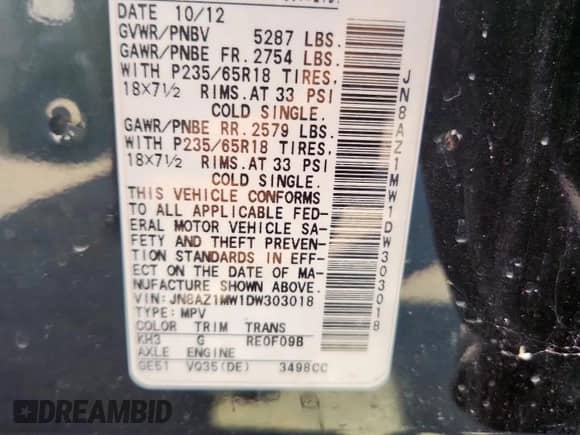 DATE 10/12
GVWR/PNBV 5287 LBS.
GAWR/PNBE FR. 2754 LBS.
WITH P235/65R18 TIRES.
18×7½ RIMS. AT 33 PSI
COLD SINGLE.
GAWR/PNBE RR. 2579 LBS.
WITH P235/65R18 TIRES.
18×7½ RIMS. AT 33 PSI
COLD SINGLE.
THIS VEHICLE CONFORMS
TO ALL APPLICABLE FED-
ERAL MOTOR VEHICLE SA-
FETY AND THEFT PREVEN-
TION STANDARDS IN EFF-
ECT ON THE DATE OF MA-
NUFACTURE SHOWN ABOVE.
VIN: JN8AZ1MW1DW303018
TYPE: MPV
COLOR TRIM TRANS
KH3 G RE0F09B
AXLE ENGINE
GE51 VQ35(DE) 3498CC
JN8AZ1MW1DW303018
DREAMBID